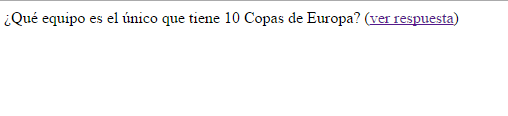 ¿Qué equipo es el único que tiene 10 Copas de Europa? (ver respuesta)